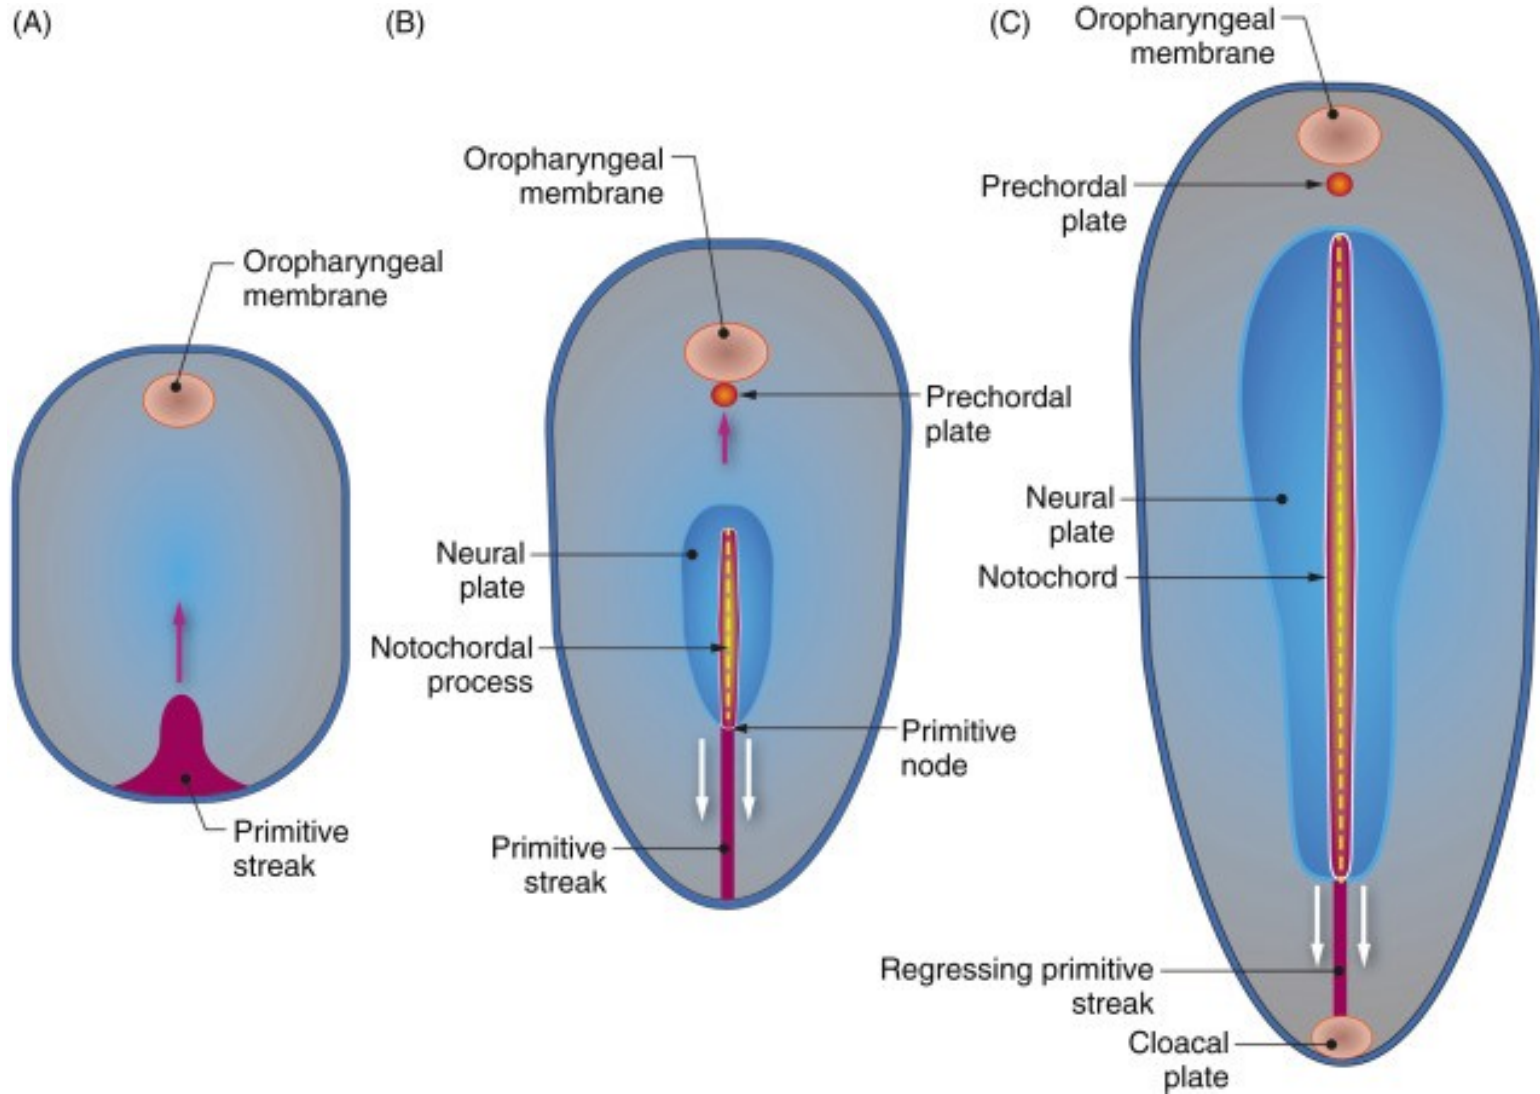 (A)
Oropharyngeal
membrane
Primitive
streak
(B)
Oropharyngeal
membrane
Prechordal
plate
Neural
plate
Notochordal
process
Primitive
node
Primitive
streak
(C)
Oropharyngeal
membrane
Prechordal
plate
Neural
plate
Notochord
Regressing primitive
streak
Cloacal
plate